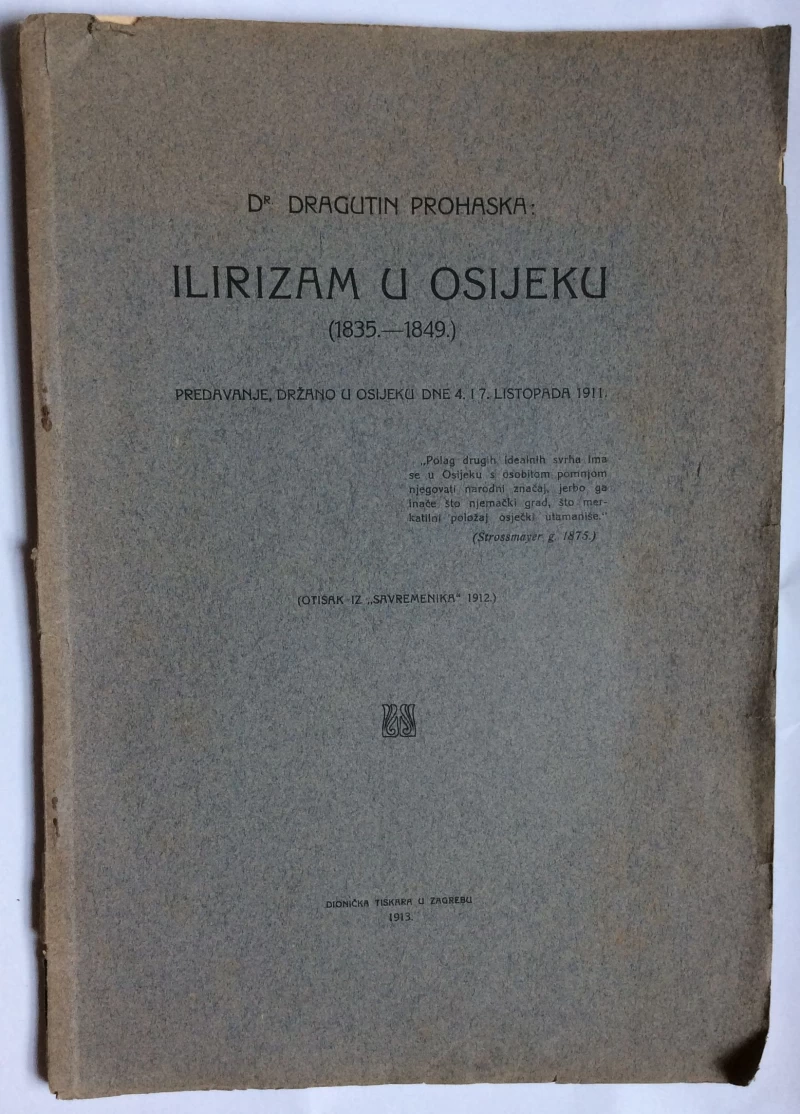 DR. DRAGUTIN PROHASKA:
ILIRIZAM U OSIJEKU
(1835.—1849.)
PREDAVANJE, DRŽANO U OSIJEKU DNE 4. I 7. LISTOPADA 1911.
„Polag drugih idealnih svrha ima
se u Osijeku s osobitom pomnjom
njegovati narodni značaj, jerbo ga
inače što njemački grad, što mer-
katilni položaj osječki utamaniše.“
(Strossmayer g. 1875.)
(OTISAK IZ „SAVREMENIKA“ 1912.)
DIONIČKA TISKARA U ZAGREBU
1913.